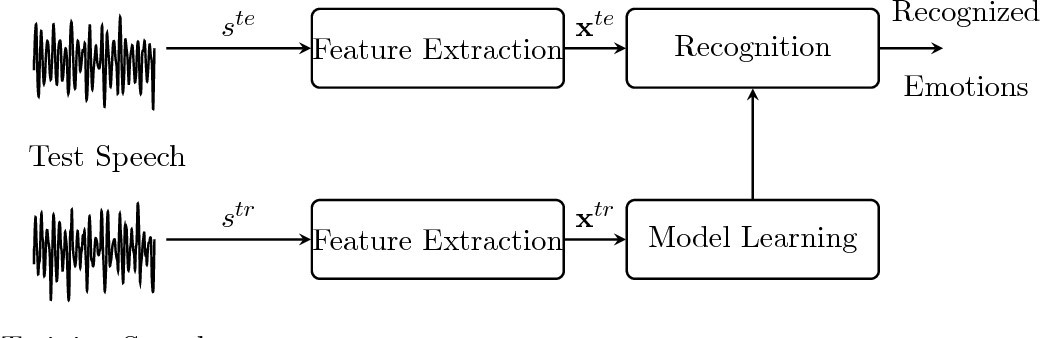 s^{te}
Feature Extraction
x^{te}
Recognition
Recognized
Emotions
Test Speech
s^{tr}
Feature Extraction
x^{tr}
Model Learning